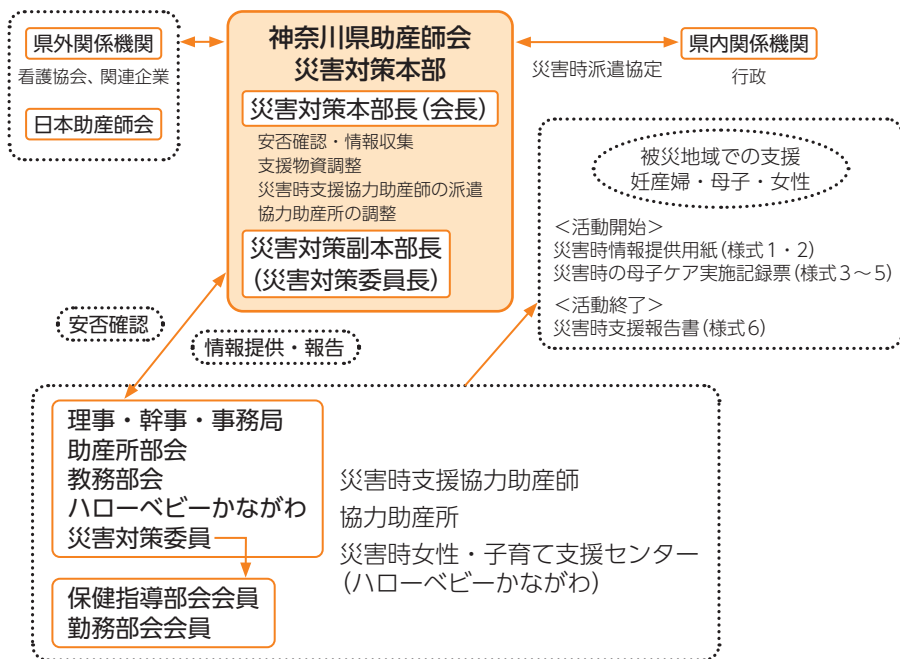 県外関係機関
看護協会、関連企業
日本助産師会
神奈川県助産師会
災害対策本部
災害対策本部長（会長）
安否確認・情報収集
支援物資調整
災害時支援協力助産師の派遣
協力助産所の調整
災害対策副本部長
（災害対策委員長）
災害時派遣協定
県内関係機関
行政
被災地域での支援
妊産婦・母子・女性
＜活動開始＞
災害時情報提供用紙（様式1・2）
災害時の母子ケア実施記録票（様式3～5）
＜活動終了＞
災害時支援報告書（様式6）
安否確認
情報提供・報告
理事・幹事・事務局
助産所部会
教務部会
ハローベビーかながわ
災害対策委員
保健指導部会会員
勤務部会会員
災害時支援協力助産師
協力助産所
災害時女性・子育て支援センター
（ハローベビーかながわ）